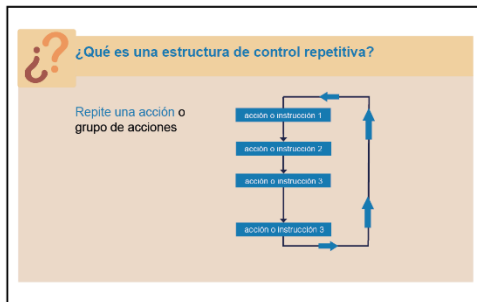 ¿?
¿Qué es una estructura de control repetitiva?
Repite una acción o
grupo de acciones
acción o instrucción 1
acción o instrucción 2
acción o instrucción 3
acción o instrucción 3